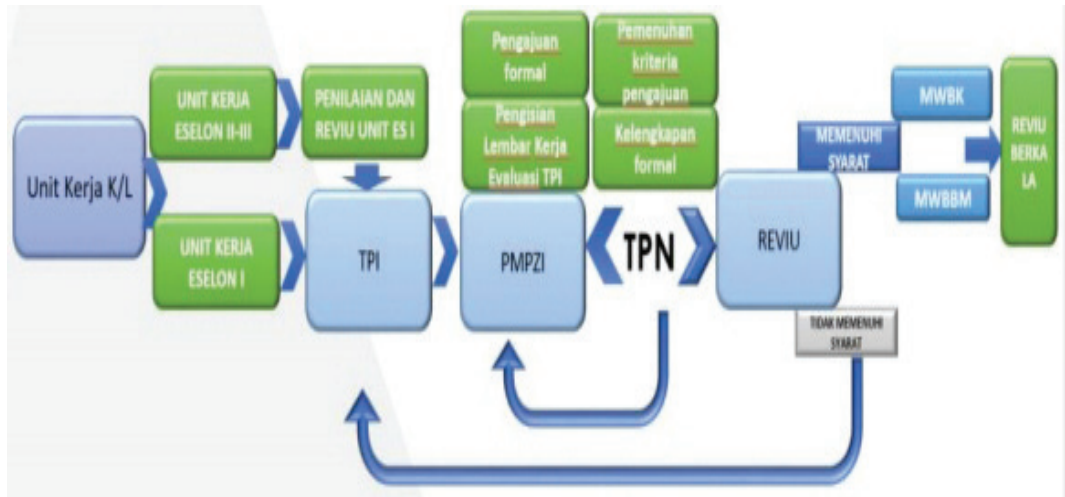 Unit Kerja K/L
UNIT KERJA
ESELON II-III
UNIT KERJA
ESELON I
PENILAIAN DAN
REVIU UNIT ES I
TPI
Pengajuan
formal
Pengisian
Lembar Kerja
Evaluasi TPI
PMPZI
Pemenuhan
kriteria
pengajuan
Kelengkapan
formal
TPN
REVIU
MEMENUHI
SYARAT
TIDAK MEMENUHI
SYARAT
MWBK
MWBBM
REVIU
BERKA
LA